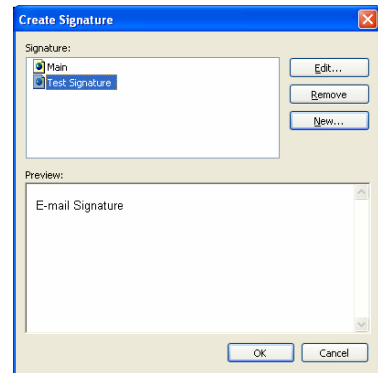 Create Signature
Signature:
Main
Test Signature
Edit...
Remove
New...
Preview:
E-mail Signature
OK
Cancel